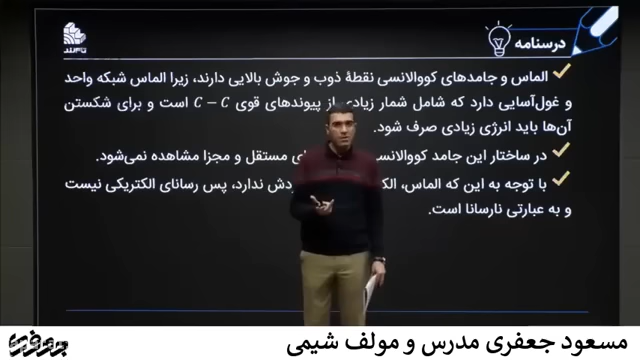 درسنامه
الماس و جامدهای کووالانسی نقطهٔ ذوب و جوش بالایی دارند، زیرا الماس شبکه واحد
و غول‌آسایی دارد که شامل شمار زیادی از پیوندهای قوی C – C است و برای شکستن
آن‌ها باید انرژی زیادی صرف شود.
در ساختار این جامد کووالانسی ای مستقل و مجزا مشاهده نمی‌شود.
با توجه به این که الماس، الک ردش ندارد، پس رسانای الکتریکی نیست
و به عبارتی نارسانا است.
مسعود جعفری مدرس و مولف شیمی